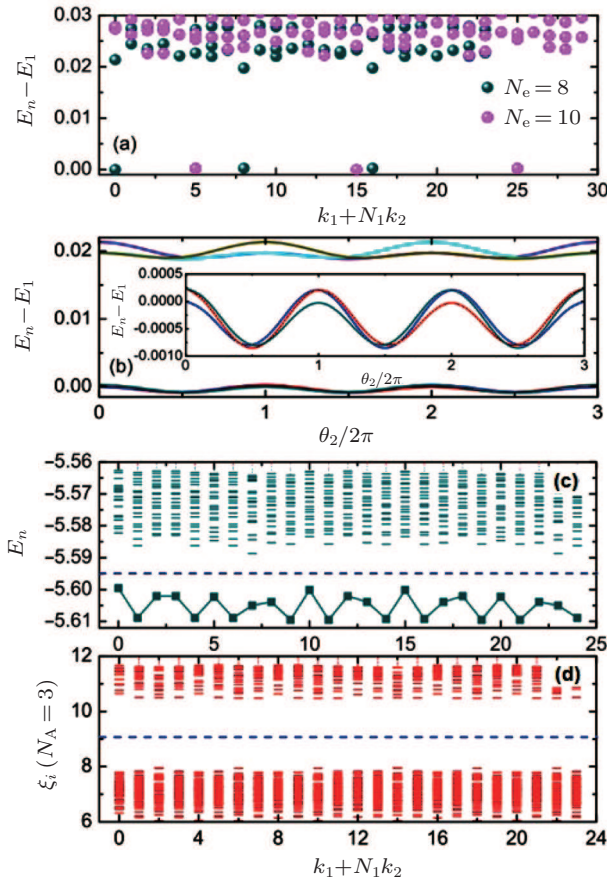 0.03
0.02
0.01
0.00
E_n − E_1
(a)
N_e = 8
N_e = 10
0 5 10 15 20 25 30
k_1+N_1k_2
0.02
0.01
0.00
E_n − E_1
(b)
0.0005
0.0000
-0.0005
-0.0010
E_n − E_1
0 1 2 3
θ_2/2π
0 1 2 3
θ_2/2π
-5.56
-5.57
-5.58
-5.60
-5.61
E_n
(c)
0 5 10 15 20 25
12
11
10
9
8
7
6
ξ_i (N_A = 3)
(d)
0 4 8 12 16 20 24
k_1+N_1k_2